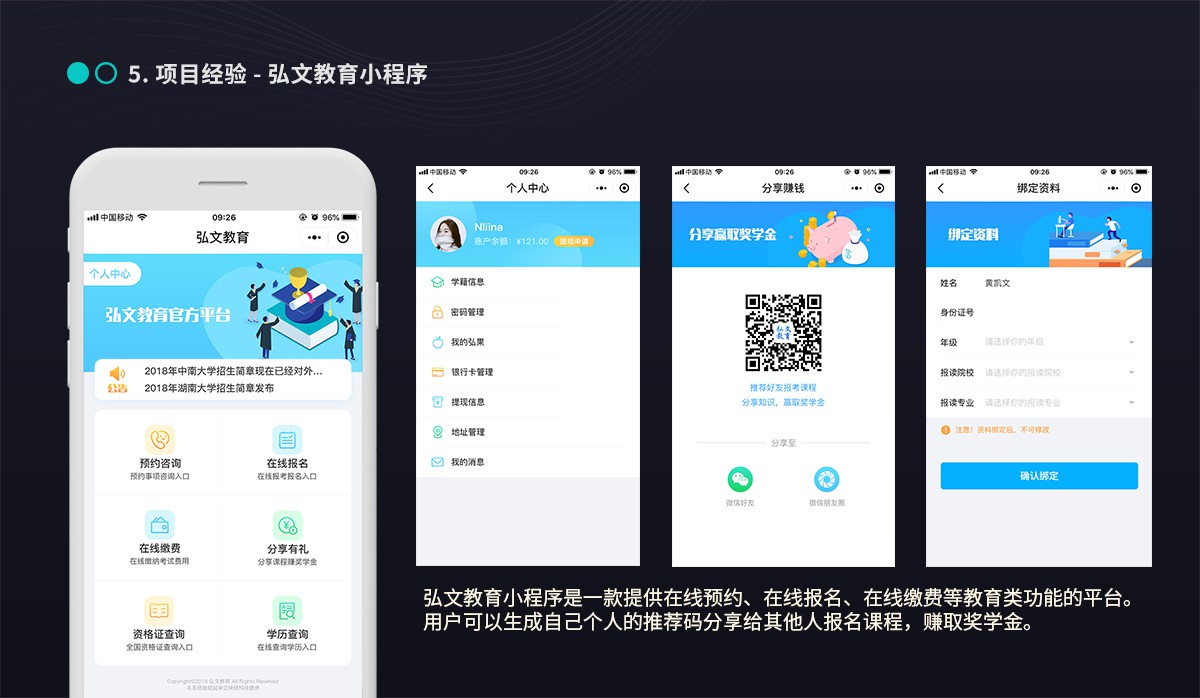 5. 项目经验 - 弘文教育小程序
中国移动 09:26 96%
弘文教育
个人中心
弘文教育官方平台
公告
2018年中南大学招生简章现在已经对外...
2018年湖南大学招生简章发布
预约咨询
预约事项咨询入口
在线报名
在线报考报名入口
在线缴费
在线缴纳考试费用
分享有礼
分享课程赚奖学金
资格证查询
全国资格证查询入口
学历查询
在线查询学历入口
Copyright©2018 弘文教育 All Rights Reserved
中国移动 09:26 96%
个人中心
Nliina
账户余额：¥121.00 提现申请
学籍信息
密码管理
我的弘果
银行卡管理
提现信息
地址管理
我的消息
中国移动 09:26 96%
分享赚钱
分享赢取奖学金
弘文
教育
推荐好友报考课程
分享知识，赢取奖学金
分享至
微信好友
微信朋友圈
中国移动 09:26 96%
绑定资料
绑定资料
姓名 黄凯文
身份证号
年级 请选择你的年级
报读院校 请选择你的报读院校
报读专业 请选择你的报读专业
注意！资料绑定后，不可修改
确认绑定
弘文教育小程序是一款提供在线预约、在线报名、在线缴费等教育类功能的平台。
用户可以生成自己个人的推荐码分享给其他人报名课程，赚取奖学金。